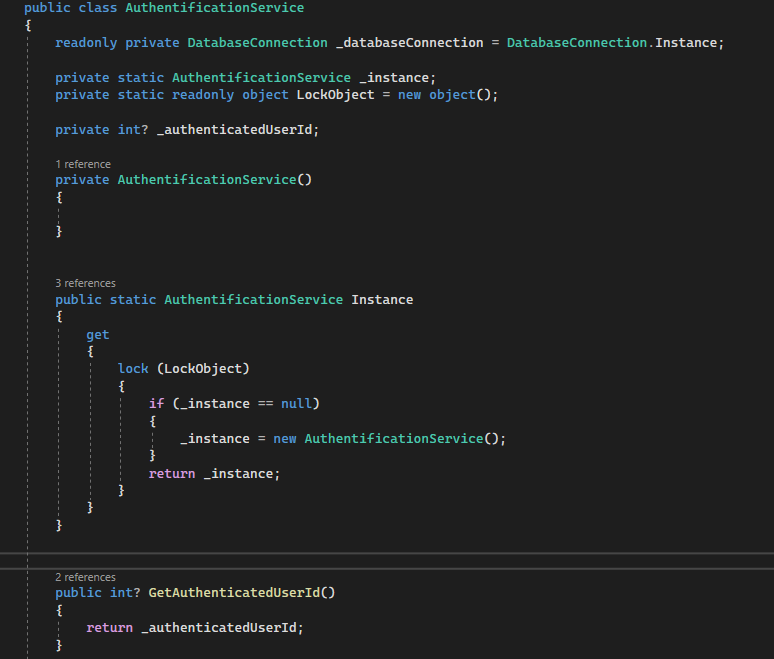 public class AuthentificationService
{
readonly private DatabaseConnection _databaseConnection = DatabaseConnection.Instance;
private static AuthentificationService _instance;
private static readonly object LockObject = new object();
private int? _authenticatedUserId;
1 reference
private AuthentificationService()
{
}
3 references
public static AuthentificationService Instance
{
get
{
lock (LockObject)
{
if (_instance == null)
{
_instance = new AuthentificationService();
}
return _instance;
}
}
}
2 references
public int? GetAuthenticatedUserId()
{
return _authenticatedUserId;
}